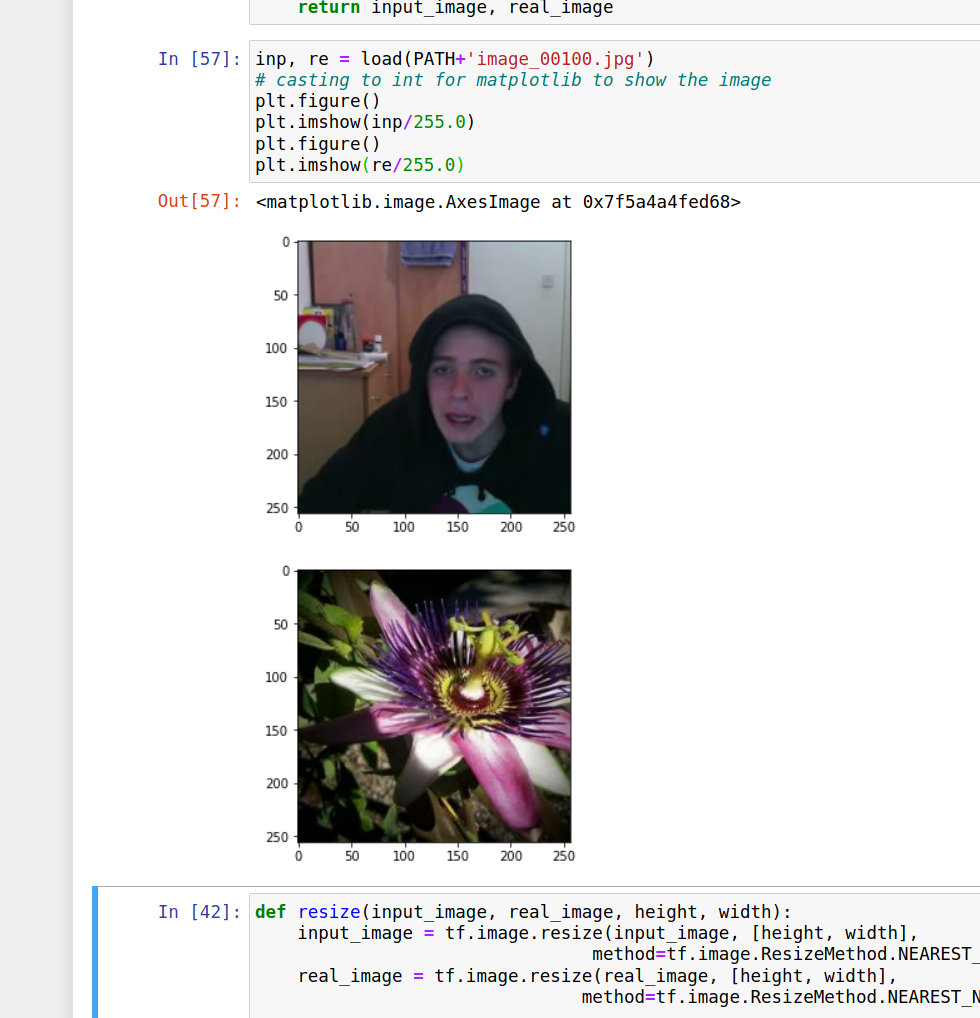 return input_image, real_image
In [57]:
inp, re = load(PATH+'image_00100.jpg')
# casting to int for matplotlib to show the image
plt.figure()
plt.imshow(inp/255.0)
plt.figure()
plt.imshow(re/255.0)
Out[57]:
<matplotlib.image.AxesImage at 0x7f5a4a4fed68>
0
50
100
150
200
250
0 50 100 150 200 250
0
50
100
150
200
250
0 50 100 150 200 250
In [42]:
def resize(input_image, real_image, height, width):
input_image = tf.image.resize(input_image, [height, width],
method=tf.image.ResizeMethod.NEAREST_
real_image = tf.image.resize(real_image, [height, width],
method=tf.image.ResizeMethod.NEAREST_N